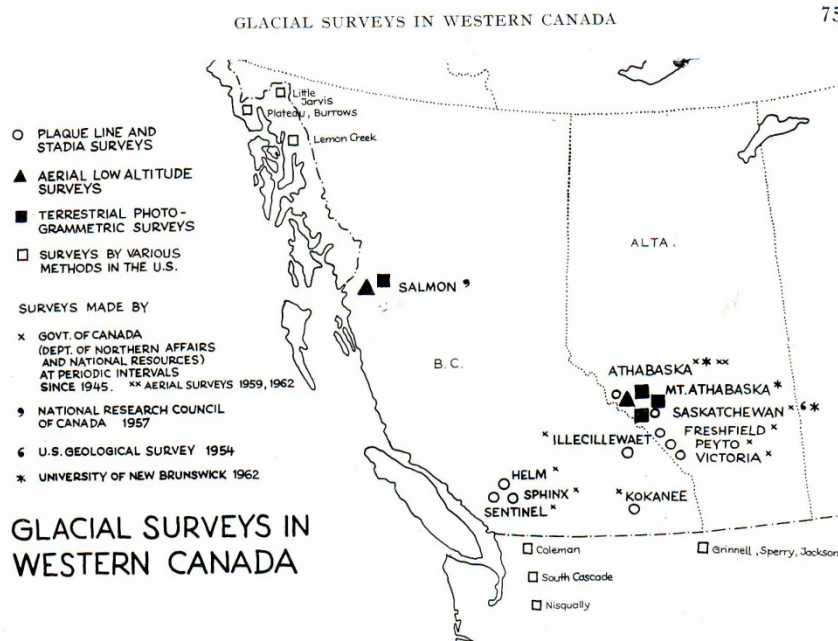 GLACIAL SURVEYS IN WESTERN CANADA
Little
Jarvis
Plateau, Burrows
Lemon Creek
PLAQUE LINE AND
STADIA SURVEYS
AERIAL LOW ALTITUDE
SURVEYS
TERRESTRIAL PHOTO-
GRAMMETRIC SURVEYS
SURVEYS BY VARIOUS
METHODS IN THE U.S.
SURVEYS MADE BY
x GOVT. OF CANADA
(DEPT. OF NORTHERN AFFAIRS
AND NATIONAL RESOURCES)
AT PERIODIC INTERVALS
SINCE 1945. xx AERIAL SURVEYS 1959, 1962
❜ NATIONAL RESEARCH COUNCIL
OF CANADA 1957
❛ U.S. GEOLOGICAL SURVEY 1954
* UNIVERSITY OF NEW BRUNSWICK 1962
GLACIAL SURVEYS IN
WESTERN CANADA
ALTA.
SALMON ❜
B.C.
ATHABASKA x * xx
MT. ATHABASKA *
SASKATCHEWAN x ❛ *
FRESHFIELD x
PEYTO x
VICTORIA x
x ILLECILLEWAET
HELM x
SPHINX x
SENTINEL x
x KOKANEE
Coleman
South Cascade
Nisqually
Grinnell, Sperry, Jackson